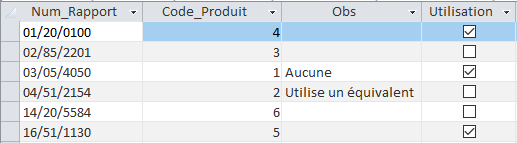 Num_Rapport Code_Produit Obs Utilisation
01/20/0100 4
02/85/2201 3
03/05/4050 1 Aucune
04/51/2154 2 Utilise un équivalent
14/20/5584 6
16/51/1130 5